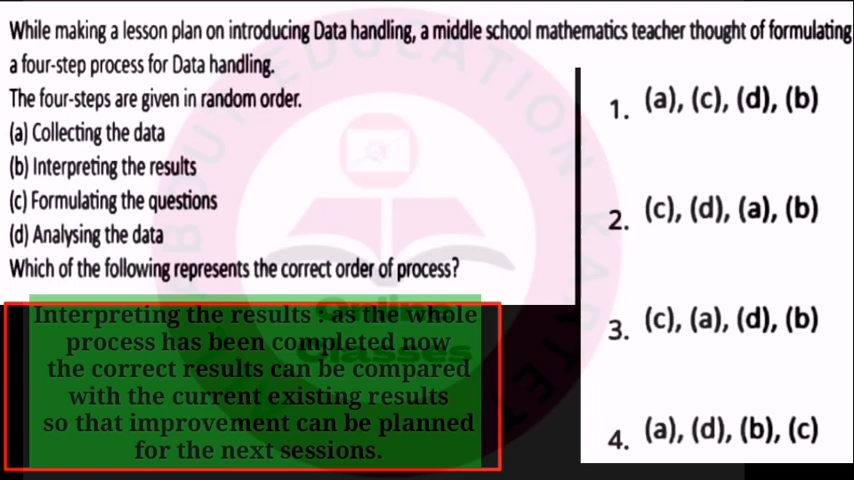 While making a lesson plan on introducing Data handling, a middle school mathematics teacher thought of formulating
a four-step process for Data handling.
The four-steps are given in random order.
(a) Collecting the data
(b) Interpreting the results
(c) Formulating the questions
(d) Analysing the data
Which of the following represents the correct order of process?
1. (a), (c), (d), (b)
2. (c), (d), (a), (b)
3. (c), (a), (d), (b)
4. (a), (d), (b), (c)
Interpreting the results : as the whole
process has been completed now
the correct results can be compared
with the current existing results
so that improvement can be planned
for the next sessions.
Online
Classes